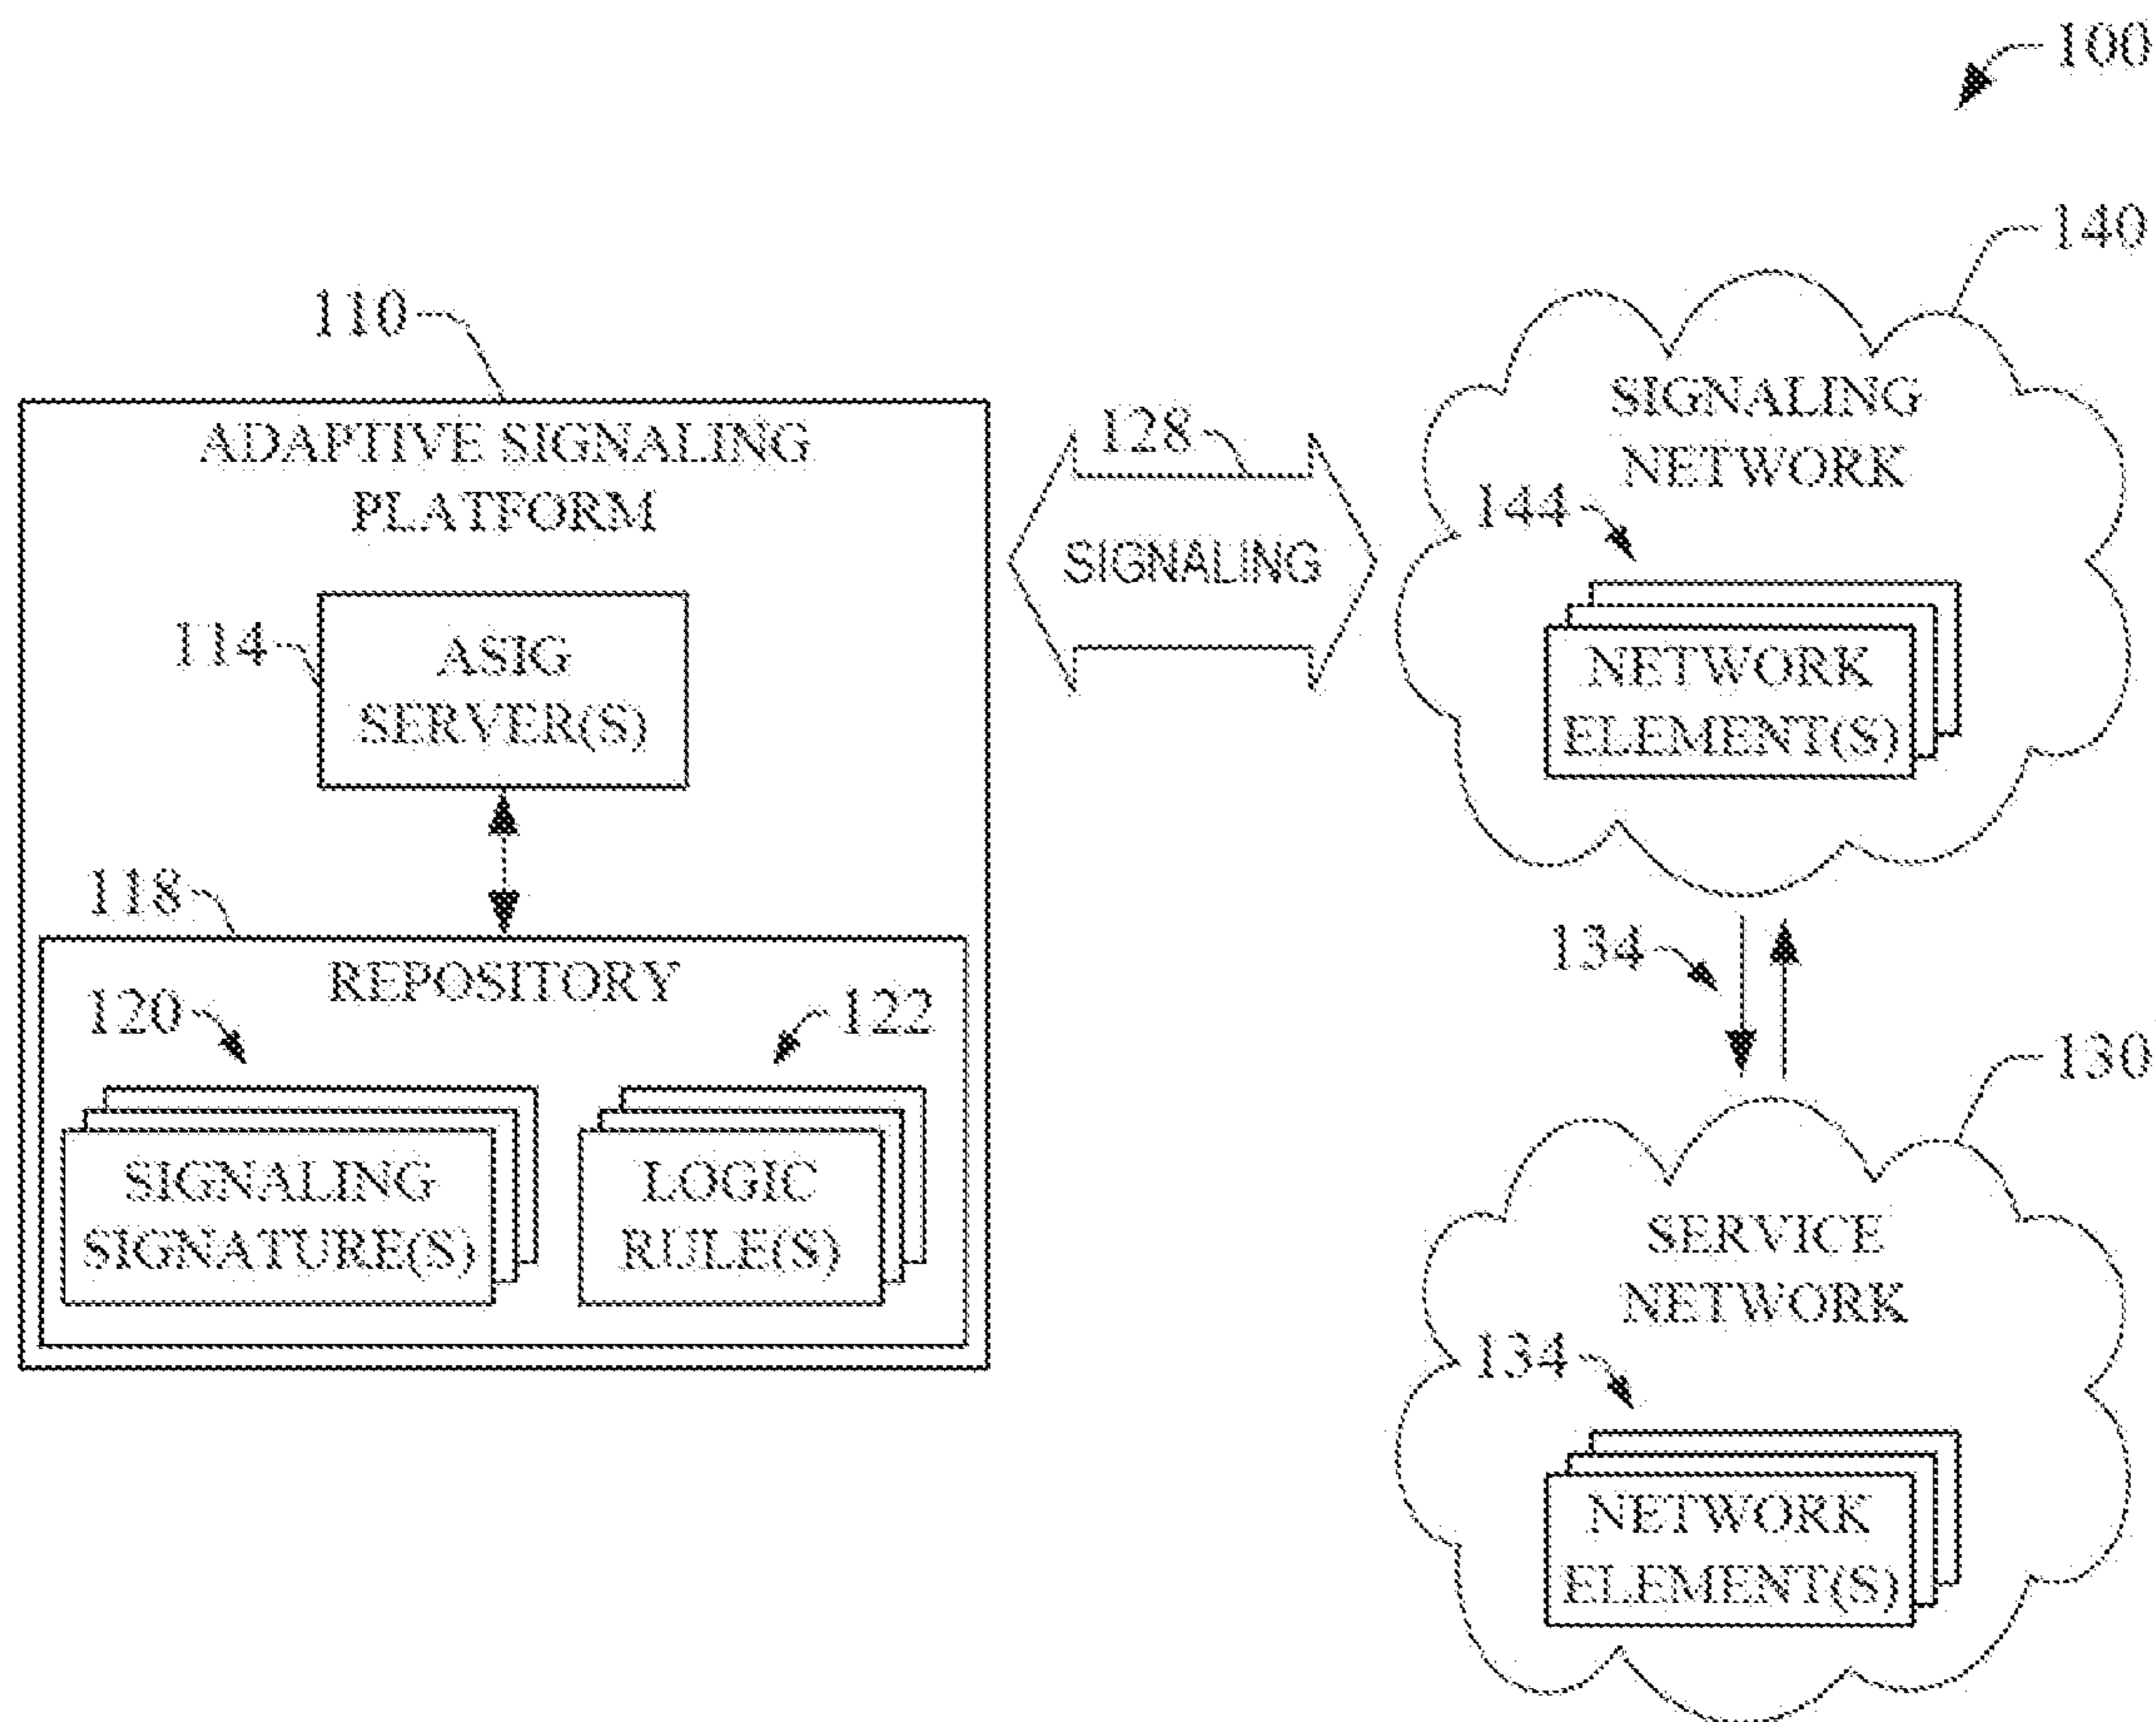 100
140
110
ADAPTIVE SIGNALING
PLATFORM
128
SIGNALING
SIGNALING
NETWORK
144
NETWORK
ELEMENT(S)
114
ASIG
SERVER(S)
118
REPOSITORY
120
122
SIGNALING
SIGNATURE(S)
LOGIC
RULE(S)
134
130
SERVICE
NETWORK
134
NETWORK
ELEMENT(S)